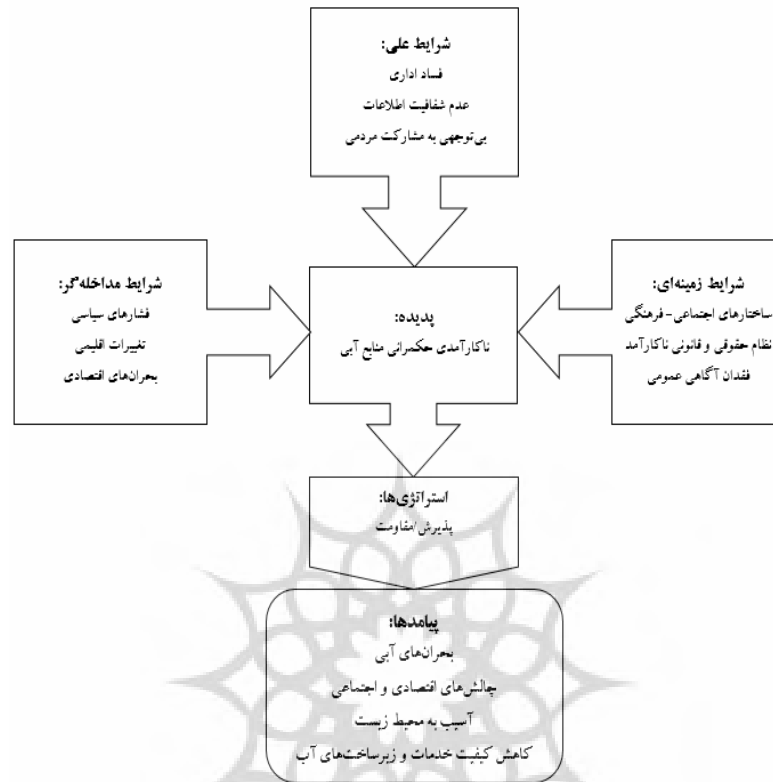 شرایط علی:
فساد اداری
عدم شفافیت اطلاعات
بی‌توجهی به مشارکت مردمی
شرایط زمینه‌ای:
ساختارهای اجتماعی- فرهنگی
نظام حقوقی و قانونی ناکارآمد
فقدان آگاهی عمومی
پدیده:
ناکارآمدی حکمرانی منابع آبی
شرایط مداخله‌گر:
فشارهای سیاسی
تغییرات اقلیمی
بحران‌های اقتصادی
استراتژی‌ها:
پذیرش/مقاومت
پیامدها:
بحران‌های آبی
چالش‌های اقتصادی و اجتماعی
آسیب به محیط زیست
کاهش کیفیت خدمات و زیرساخت‌های آب